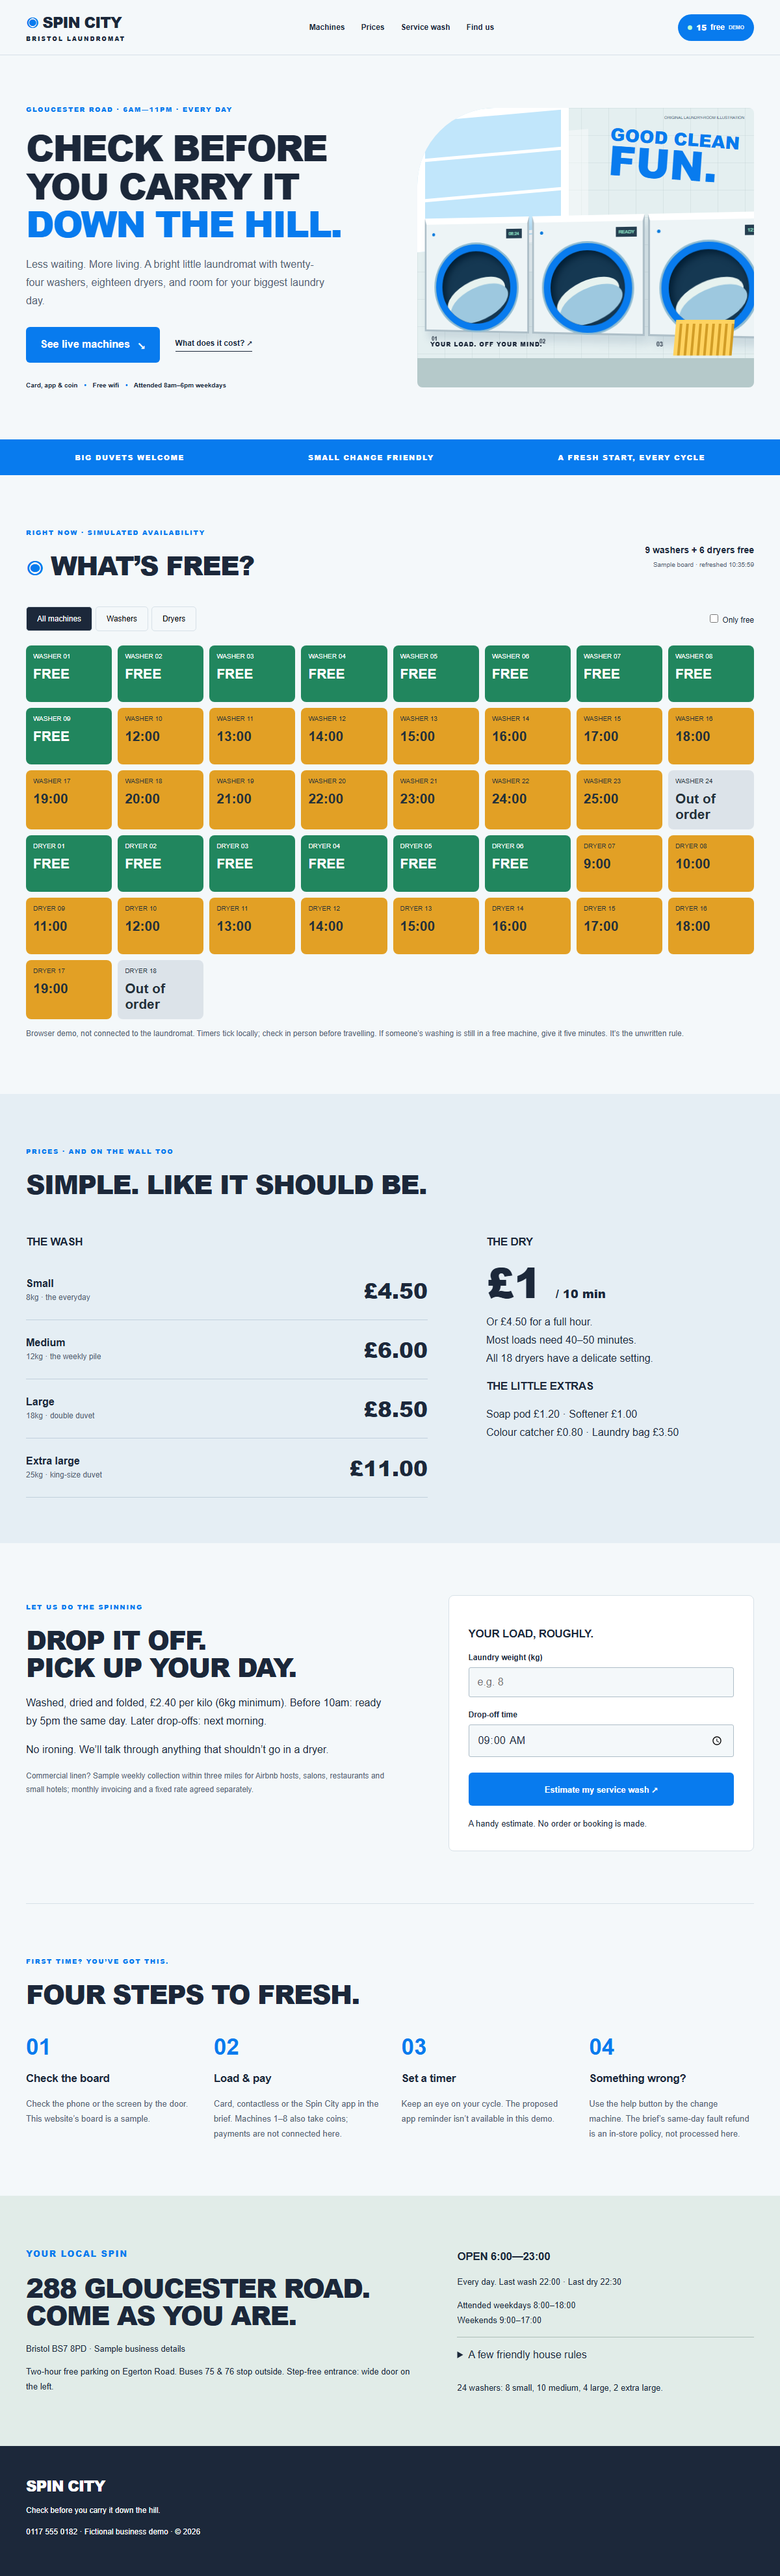 SPIN CITY
BRISTOL LAUNDROMAT
Machines Prices Service wash Find us
15 free DEMO
GLOUCESTER ROAD · 6AM—11PM · EVERY DAY
CHECK BEFORE
YOU CARRY IT
DOWN THE HILL.
Less waiting. More living. A bright little laundromat with twenty-
four washers, eighteen dryers, and room for your biggest laundry
day.
See live machines ↘
What does it cost? ↗
Card, app & coin • Free wifi • Attended 8am–6pm weekdays
ORIGINAL LAUNDRY-ROOM ILLUSTRATION
GOOD CLEAN
FUN.
READY
01
02
03
YOUR LOAD. OFF YOUR MIND.
BIG DUVETS WELCOME
SMALL CHANGE FRIENDLY
A FRESH START, EVERY CYCLE
RIGHT NOW · SIMULATED AVAILABILITY
WHAT’S FREE?
9 washers + 6 dryers free
Sample board · refreshed 10:35:59
All machines Washers Dryers
Only free
WASHER 01 WASHER 02 WASHER 03 WASHER 04 WASHER 05 WASHER 06 WASHER 07 WASHER 08
FREE FREE FREE FREE FREE FREE FREE FREE
WASHER 09 WASHER 10 WASHER 11 WASHER 12 WASHER 13 WASHER 14 WASHER 15 WASHER 16
FREE 12:00 13:00 14:00 15:00 16:00 17:00 18:00
WASHER 17 WASHER 18 WASHER 19 WASHER 20 WASHER 21 WASHER 22 WASHER 23 WASHER 24
19:00 20:00 21:00 22:00 23:00 24:00 25:00 Out of
order
DRYER 01 DRYER 02 DRYER 03 DRYER 04 DRYER 05 DRYER 06 DRYER 07 DRYER 08
FREE FREE FREE FREE FREE FREE 9:00 10:00
DRYER 09 DRYER 10 DRYER 11 DRYER 12 DRYER 13 DRYER 14 DRYER 15 DRYER 16
11:00 12:00 13:00 14:00 15:00 16:00 17:00 18:00
DRYER 17 DRYER 18
19:00 Out of
order
Browser demo, not connected to the laundromat. Timers tick locally; check in person before travelling. If someone’s washing is still in a free machine, give it five minutes. It’s the unwritten rule.
PRICES · AND ON THE WALL TOO
SIMPLE. LIKE IT SHOULD BE.
THE WASH
Small
8kg · the everyday
£4.50
Medium
12kg · the weekly pile
£6.00
Large
18kg · double duvet
£8.50
Extra large
25kg · king-size duvet
£11.00
THE DRY
£1 / 10 min
Or £4.50 for a full hour.
Most loads need 40–50 minutes.
All 18 dryers have a delicate setting.
THE LITTLE EXTRAS
Soap pod £1.20 · Softener £1.00
Colour catcher £0.80 · Laundry bag £3.50
LET US DO THE SPINNING
DROP IT OFF.
PICK UP YOUR DAY.
Washed, dried and folded, £2.40 per kilo (6kg minimum). Before 10am: ready
by 5pm the same day. Later drop-offs: next morning.
No ironing. We’ll talk through anything that shouldn’t go in a dryer.
Commercial linen? Sample weekly collection within three miles for Airbnb hosts, salons, restaurants and
small hotels; monthly invoicing and a fixed rate agreed separately.
YOUR LOAD, ROUGHLY.
Laundry weight (kg)
e.g. 8
Drop-off time
09:00 AM
Estimate my service wash ↗
A handy estimate. No order or booking is made.
FIRST TIME? YOU’VE GOT THIS.
FOUR STEPS TO FRESH.
01
Check the board
Check the phone or the screen by the door.
This website’s board is a sample.
02
Load & pay
Card, contactless or the Spin City app in the
brief. Machines 1–8 also take coins;
payments are not connected here.
03
Set a timer
Keep an eye on your cycle. The proposed
app reminder isn’t available in this demo.
04
Something wrong?
Use the help button by the change
machine. The brief’s same-day fault refund
is an in-store policy, not processed here.
YOUR LOCAL SPIN
288 GLOUCESTER ROAD.
COME AS YOU ARE.
Bristol BS7 8PD · Sample business details
Two-hour free parking on Egerton Road. Buses 75 & 76 stop outside. Step-free entrance: wide door on
the left.
OPEN 6:00—23:00
Every day. Last wash 22:00 · Last dry 22:30
Attended weekdays 8:00–18:00
Weekends 9:00–17:00
A few friendly house rules
24 washers: 8 small, 10 medium, 4 large, 2 extra large.
SPIN CITY
Check before you carry it down the hill.
0117 555 0182 · Fictional business demo · © 2026